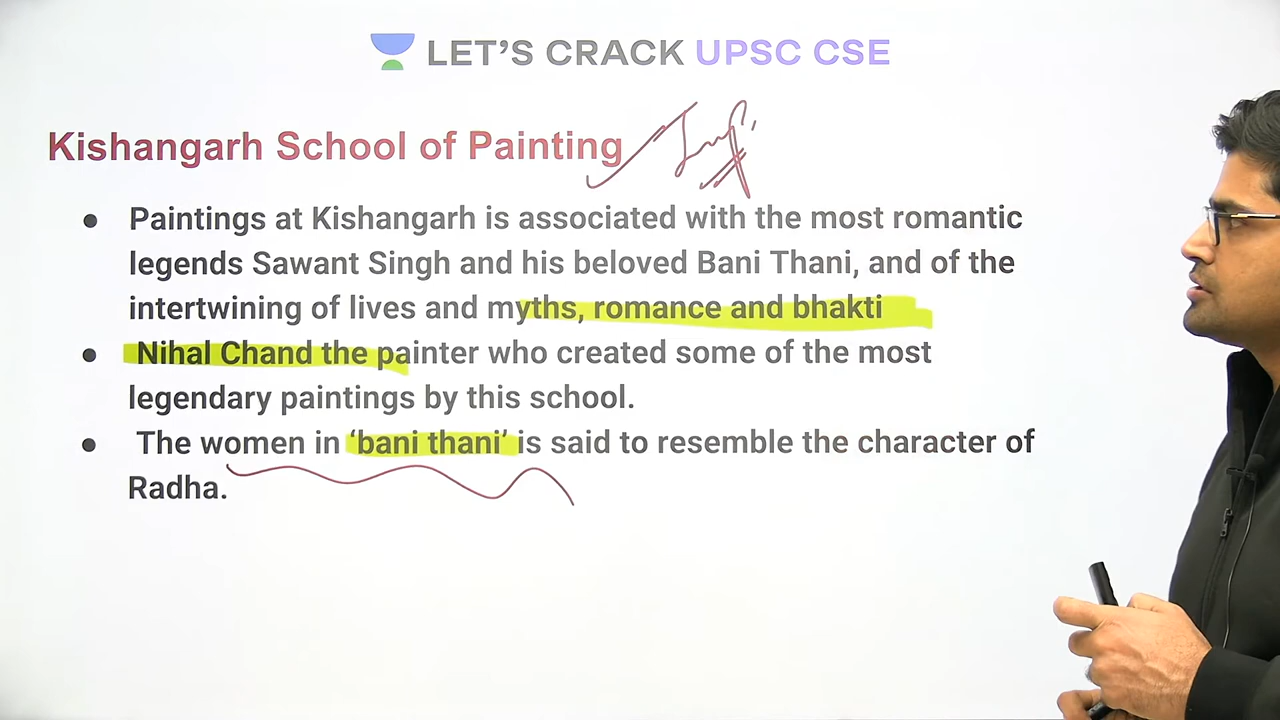 LET'S CRACK UPSC CSE
Kishangarh School of Painting
● Paintings at Kishangarh is associated with the most romantic
legends Sawant Singh and his beloved Bani Thani, and of the
intertwining of lives and myths, romance and bhakti
● Nihal Chand the painter who created some of the most
legendary paintings by this school.
● The women in ‘bani thani’ is said to resemble the character of
Radha.